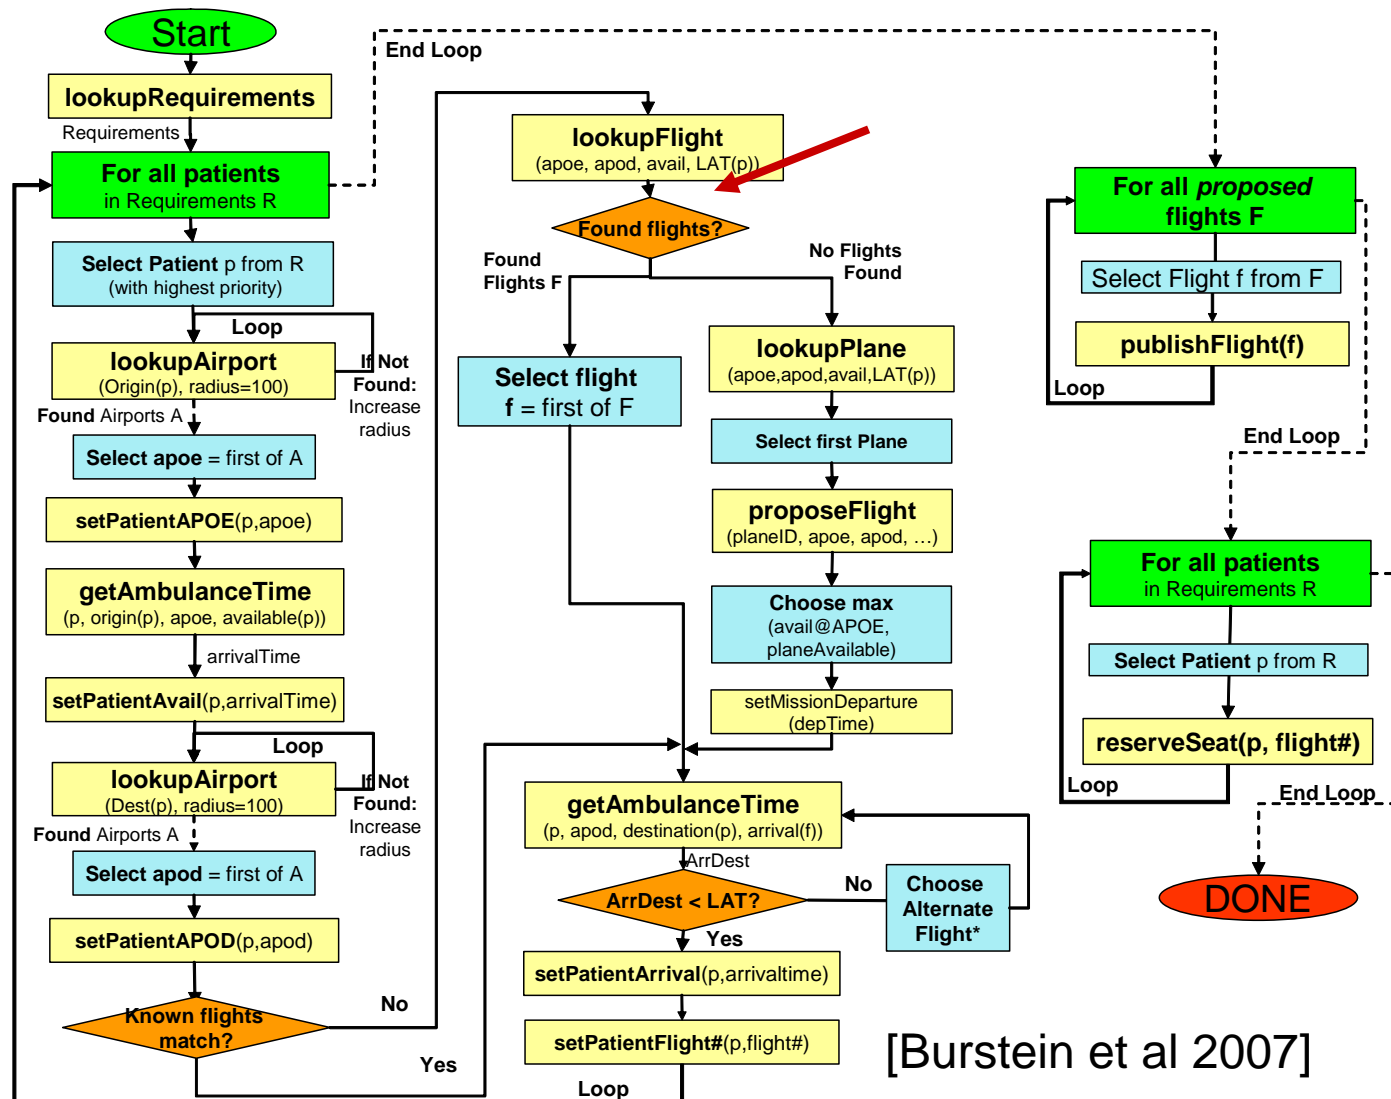 Start
lookupRequirements
Requirements
For all patients
in Requirements R
Select Patient p from R
(with highest priority)
Loop
lookupAirport
(Origin(p), radius=100)
If Not
Found:
Increase
radius
Found Airports A
Select apoe = first of A
setPatientAPOE(p,apoe)
getAmbulanceTime
(p, origin(p), apoe, available(p))
arrivalTime
setPatientAvail(p,arrivalTime)
Loop
lookupAirport
(Dest(p), radius=100)
If Not
Found:
Increase
radius
Found Airports A
Select apod = first of A
setPatientAPOD(p,apod)
Known flights
match?
No
Yes
End Loop
lookupFlight
(apoe, apod, avail, LAT(p))
Found flights?
Found
Flights F
No Flights
Found
Select flight
f = first of F
lookupPlane
(apoe,apod,avail,LAT(p))
Select first Plane
proposeFlight
(planeID, apoe, apod, …)
Choose max
(avail@APOE,
planeAvailable)
setMissionDeparture
(depTime)
getAmbulanceTime
(p, apod, destination(p), arrival(f))
ArrDest
ArrDest < LAT?
No
Choose
Alternate
Flight*
Yes
setPatientArrival(p,arrivaltime)
setPatientFlight#(p,flight#)
Loop
For all proposed
flights F
Select Flight f from F
publishFlight(f)
Loop
End Loop
For all patients
in Requirements R
Select Patient p from R
reserveSeat(p, flight#)
Loop
End Loop
DONE
[Burstein et al 2007]